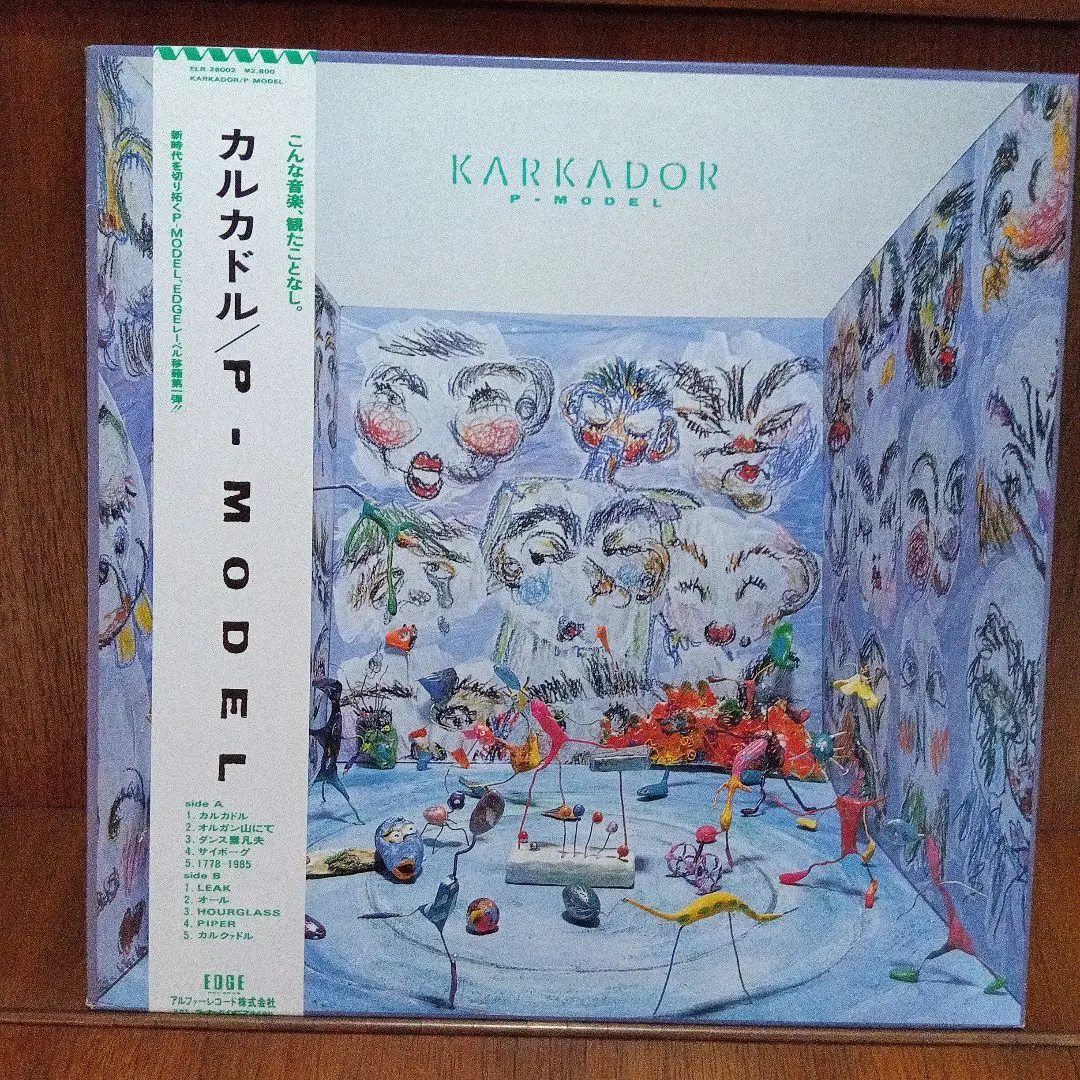 ELR-28002 ¥2,800
KARKADOR/P-MODEL
こんな音楽、観たことなし。
カルカドル/P-MODEL
新時代を切り拓くP-MODEL、EDGEレーベル移籍第一弾!!
side A
1. カルカドル
2. オルガン山にて
3. ダンス素凡夫
4. サイボーグ
5. 1778-1985
side B
1. LEAK
2. オール
3. HOURGLASS
4. PIPER
5. カルクァドル
EDGE
アルファーレコード株式会社
KARKADOR
P-MODEL